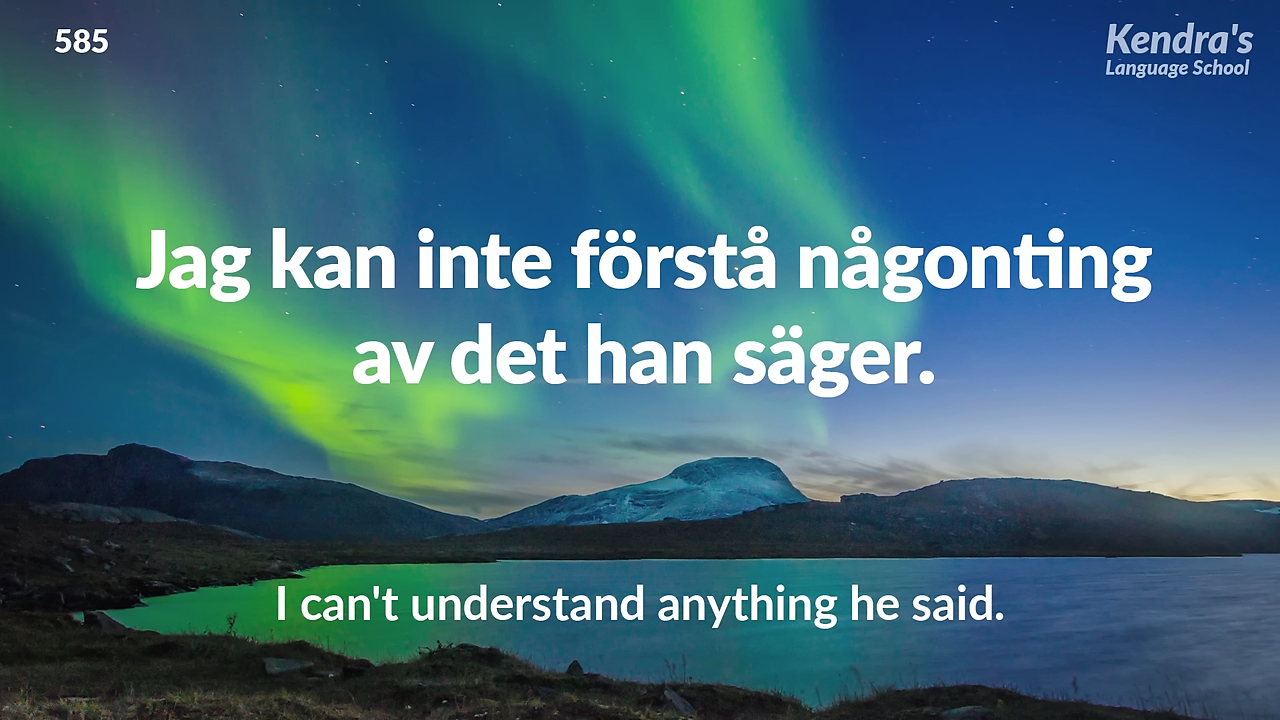 585
Kendra's
Language School
Jag kan inte förstå någonting
av det han säger.
I can't understand anything he said.